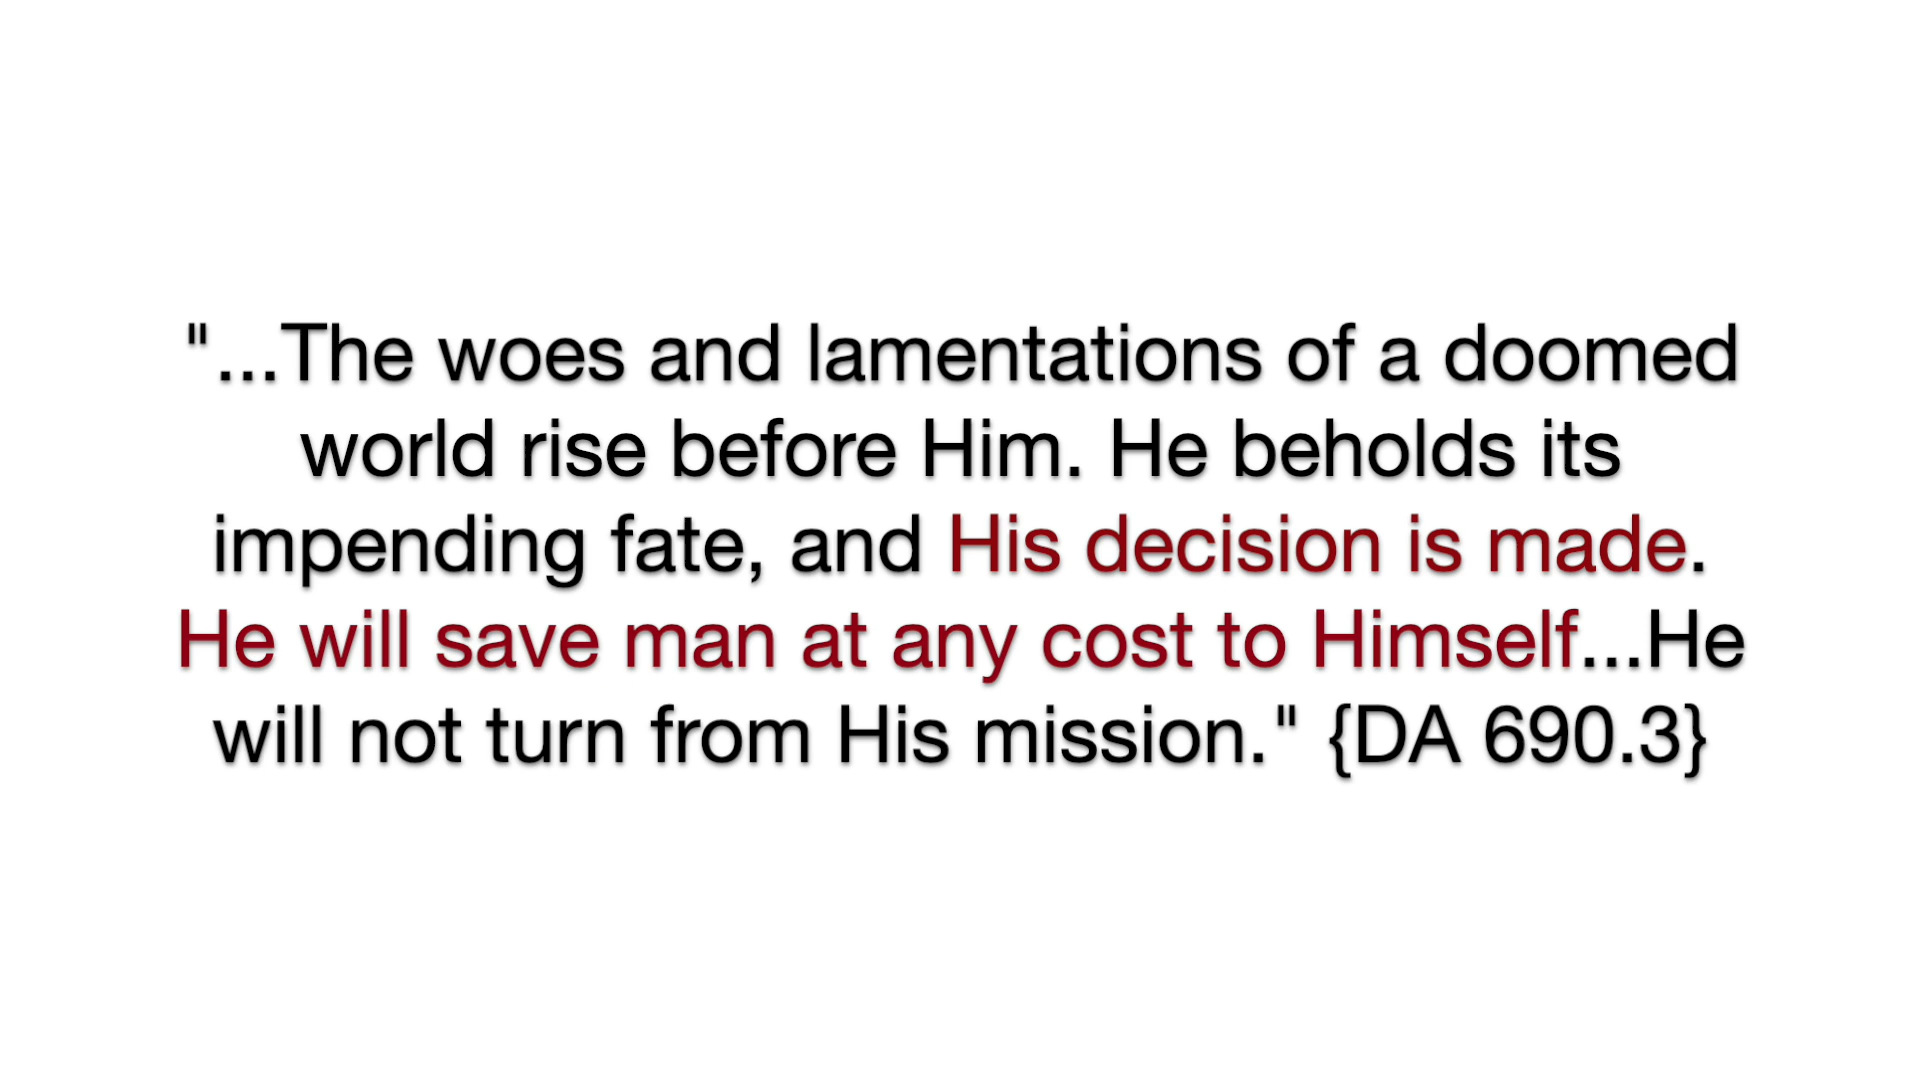 "...The woes and lamentations of a doomed
world rise before Him. He beholds its
impending fate, and His decision is made.
He will save man at any cost to Himself...He
will not turn from His mission." {DA 690.3}